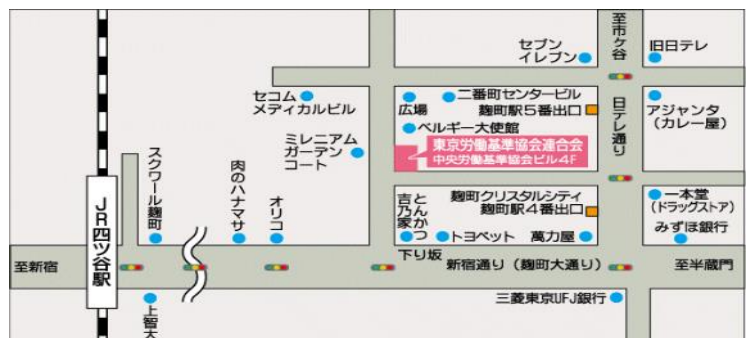 至市ケ谷
セブン
イレブン
旧日テレ
セコム
メディカルビル
広場
二番町センタービル
麹町駅5番出口
日テレ通り
アジャンタ
(カレー屋)
ベルギー大使館
ミレニアム
ガーデン
コート
東京労働基準協会連合会
中央労働基準協会ビル4F
スクワール麹町
肉のハナマサ
オリコ
とんかつ
吉乃家
麹町クリスタルシティ
麹町駅4番出口
一本堂
(ドラッグストア)
みずほ銀行
トヨペット
萬力屋
JR四ツ谷駅
至新宿
下り坂
新宿通り(麹町大通り)
至半蔵門
上智大
三菱東京UFJ銀行